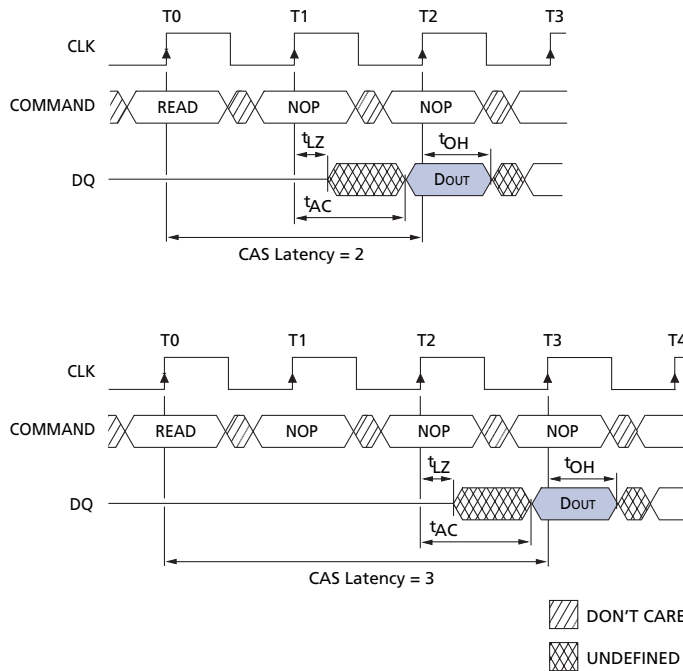 T0 T1 T2 T3
CLK
COMMAND READ NOP NOP
tLZ tOH
DQ DOUT
tAC
CAS Latency = 2
T0 T1 T2 T3 T4
CLK
COMMAND READ NOP NOP NOP
tLZ tOH
DQ DOUT
tAC
CAS Latency = 3
DON'T CARE
UNDEFINED